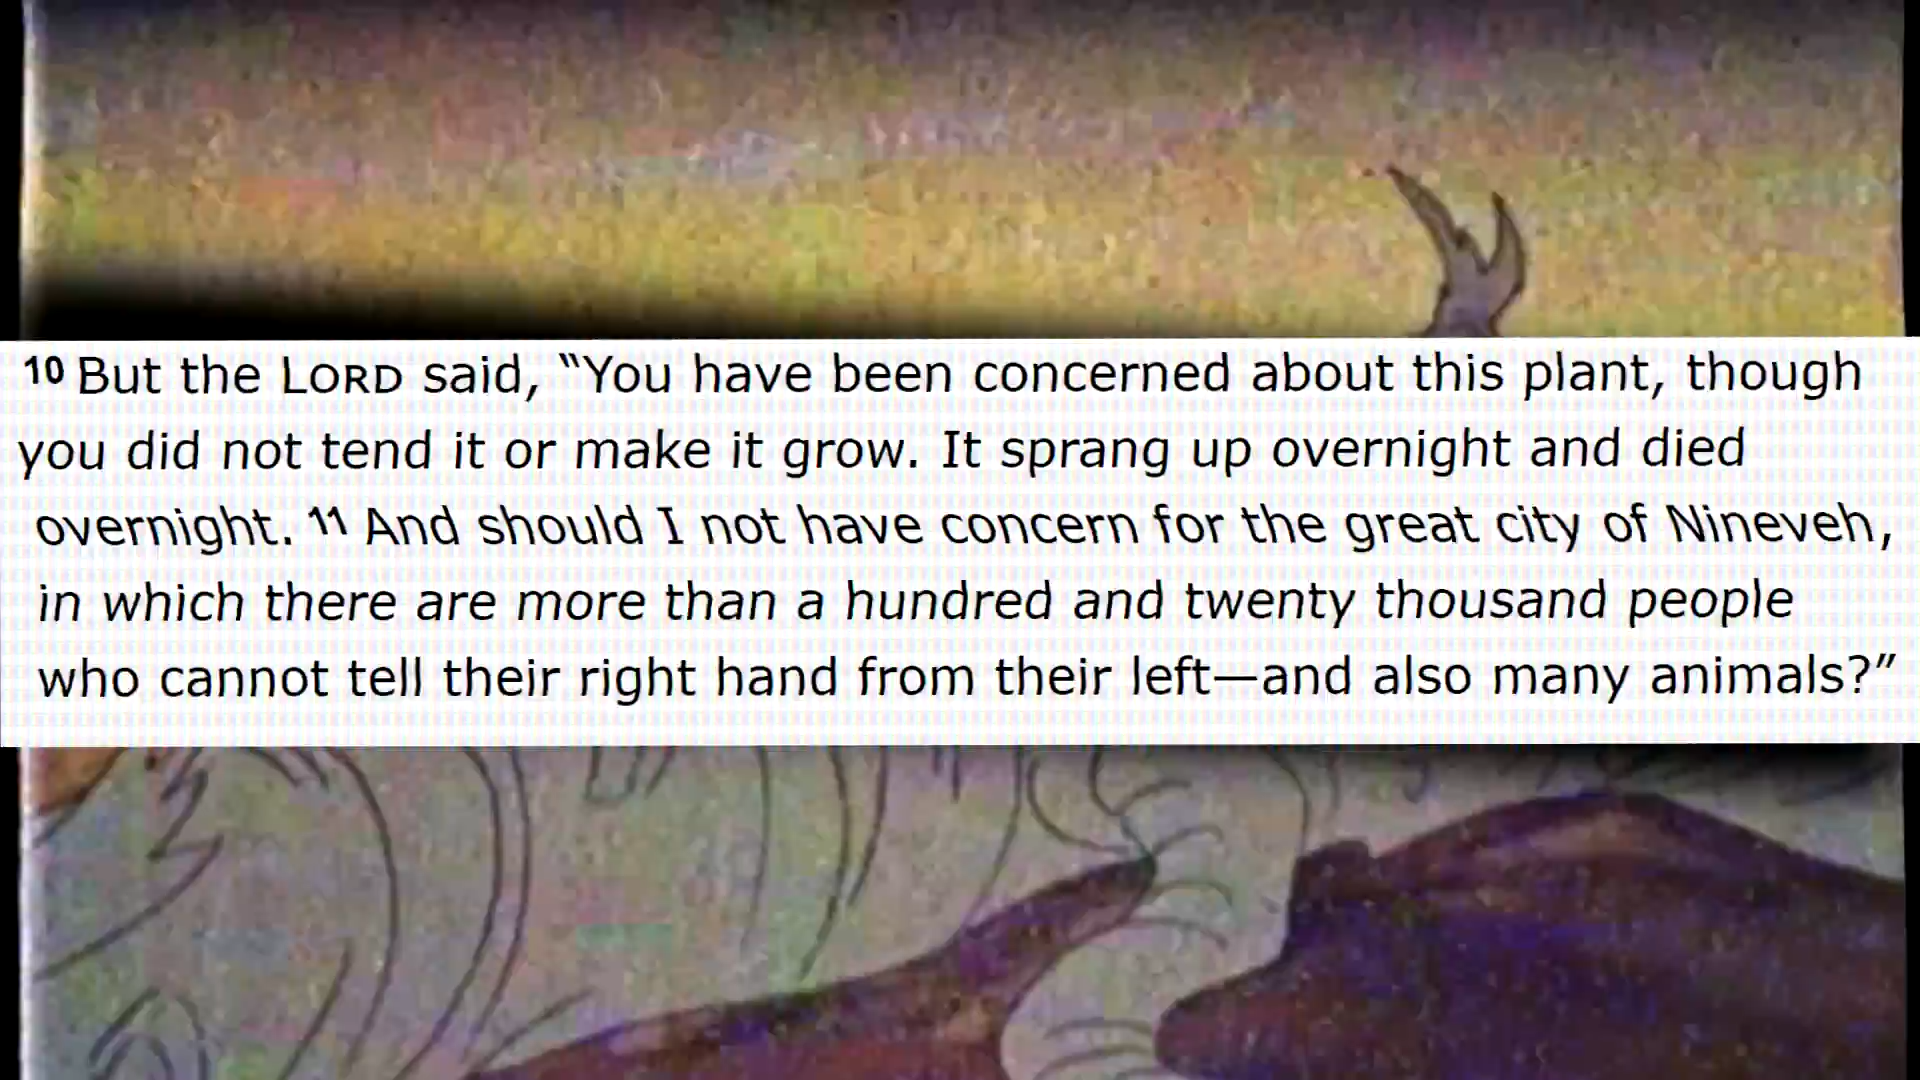 10 But the LORD said, “You have been concerned about this plant, though
you did not tend it or make it grow. It sprang up overnight and died
overnight. 11 And should I not have concern for the great city of Nineveh,
in which there are more than a hundred and twenty thousand people
who cannot tell their right hand from their left—and also many animals?”